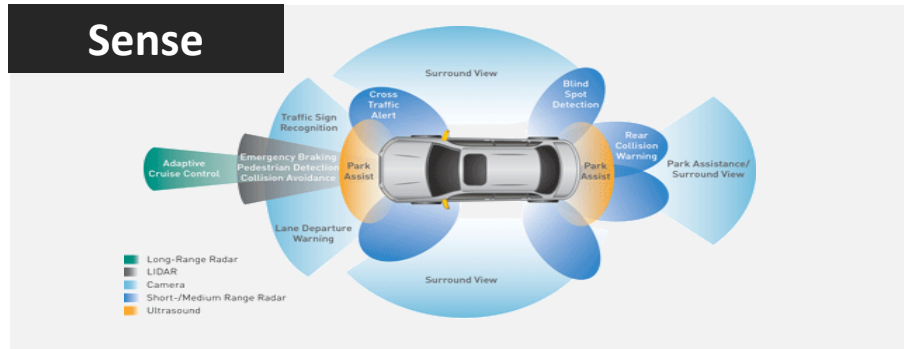 Sense
Surround View
Cross
Traffic
Alert
Blind
Spot
Detection
Traffic Sign
Recognition
Rear
Collision
Warning
Adaptive
Cruise Control
Emergency Braking
Pedestrian Detection
Collision Avoidance
Park
Assist
Park
Assist
Park Assistance/
Surround View
Lane Departure
Warning
Surround View
Long-Range Radar
LIDAR
Camera
Short-/Medium Range Radar
Ultrasound